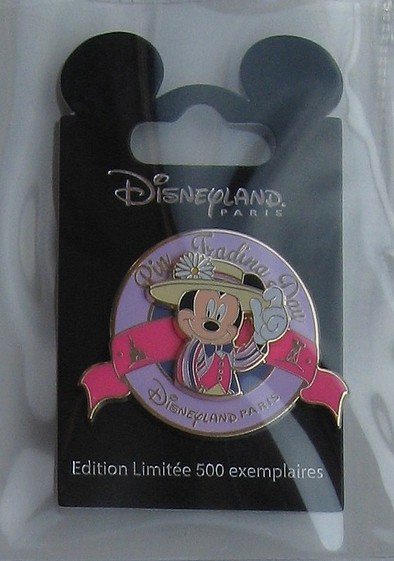 DISNEYLAND
PARIS
Pin Trading Day
DISNEYLAND PARIS
Edition Limitée 500 exemplaires